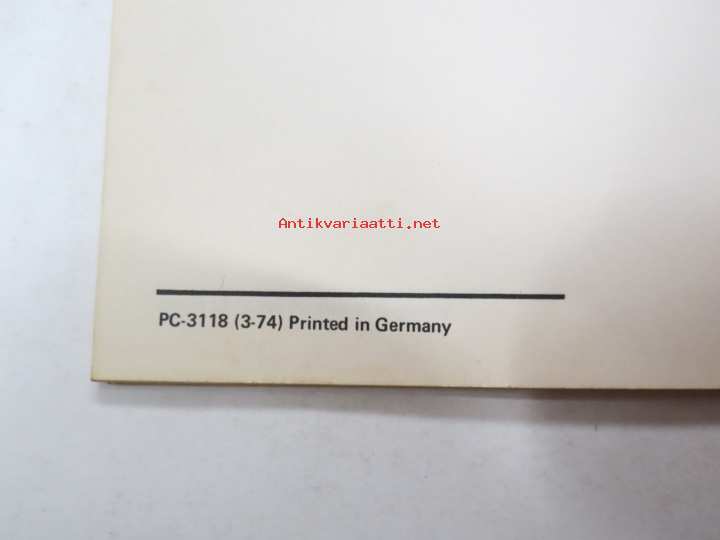 Antikvariaatti.net
PC-3118 (3-74) Printed in Germany